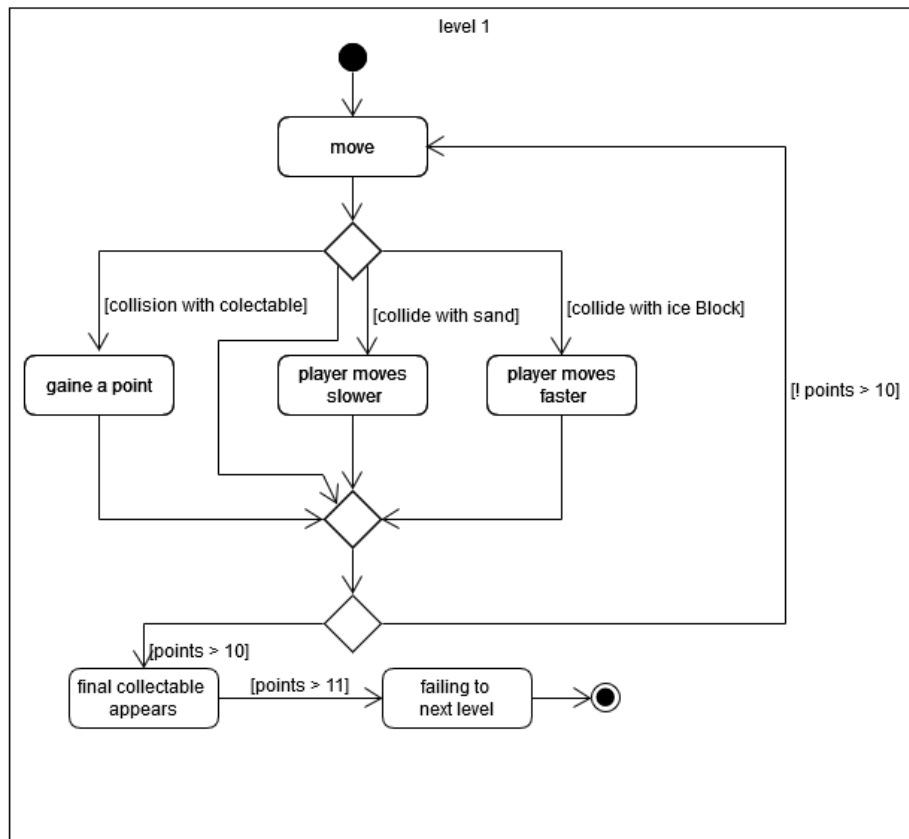 level 1
move
[collision with colectable]
[collide with sand]
[collide with ice Block]
gaine a point
player moves
slower
player moves
faster
[! points > 10]
[points > 10]
final collectable
appears
[points > 11]
failing to
next level